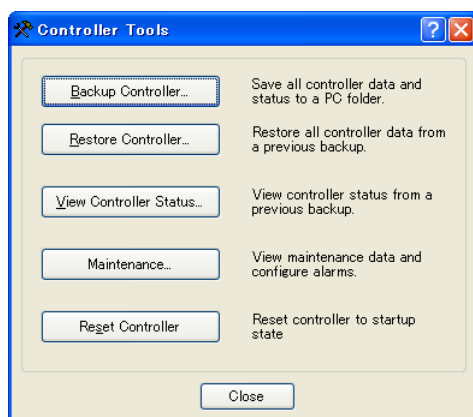 Controller Tools
Backup Controller...
Save all controller data and
status to a PC folder.
Restore Controller...
Restore all controller data from
a previous backup.
View Controller Status...
View controller status from a
previous backup.
Maintenance...
View maintenance data and
configure alarms.
Reset Controller
Reset controller to startup
state
Close